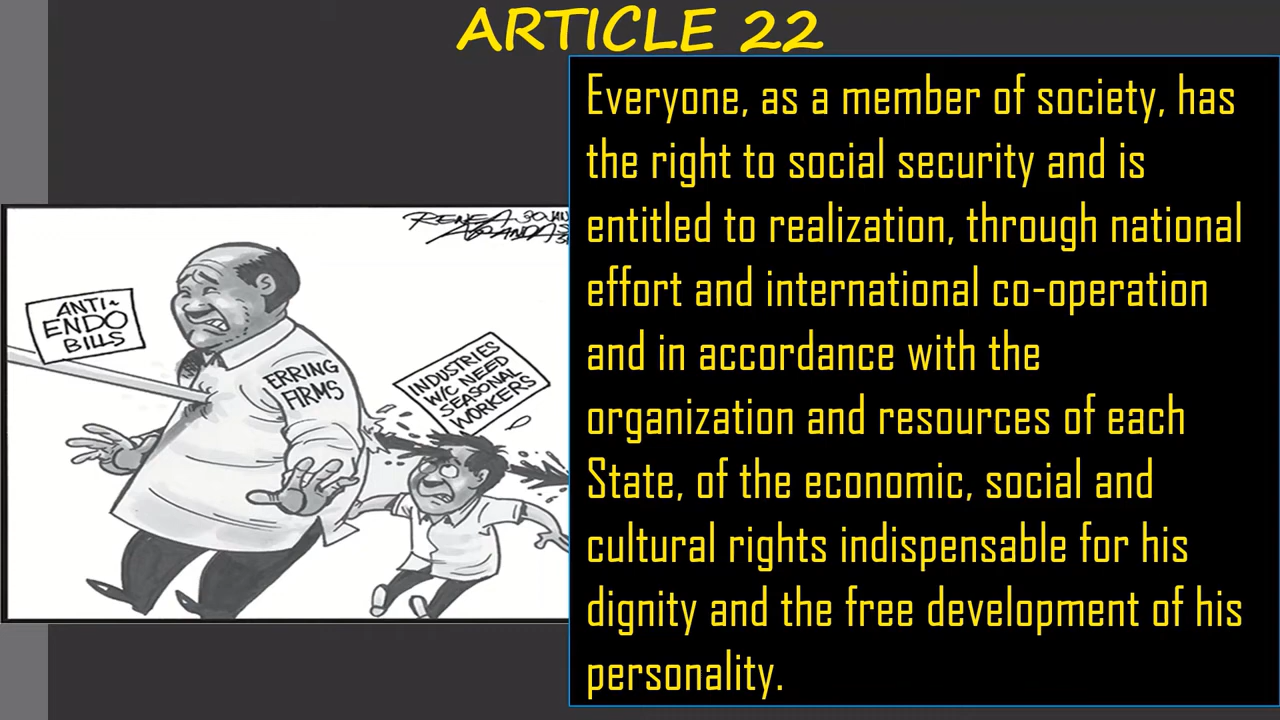 ARTICLE 22
Everyone, as a member of society, has
the right to social security and is
entitled to realization, through national
effort and international co-operation
and in accordance with the
organization and resources of each
State, of the economic, social and
cultural rights indispensable for his
dignity and the free development of his
personality.
ANTI-
ENDO
BILLS
ERRING
FIRMS
INDUSTRIES
W/C NEED
SEASONAL
WORKERS